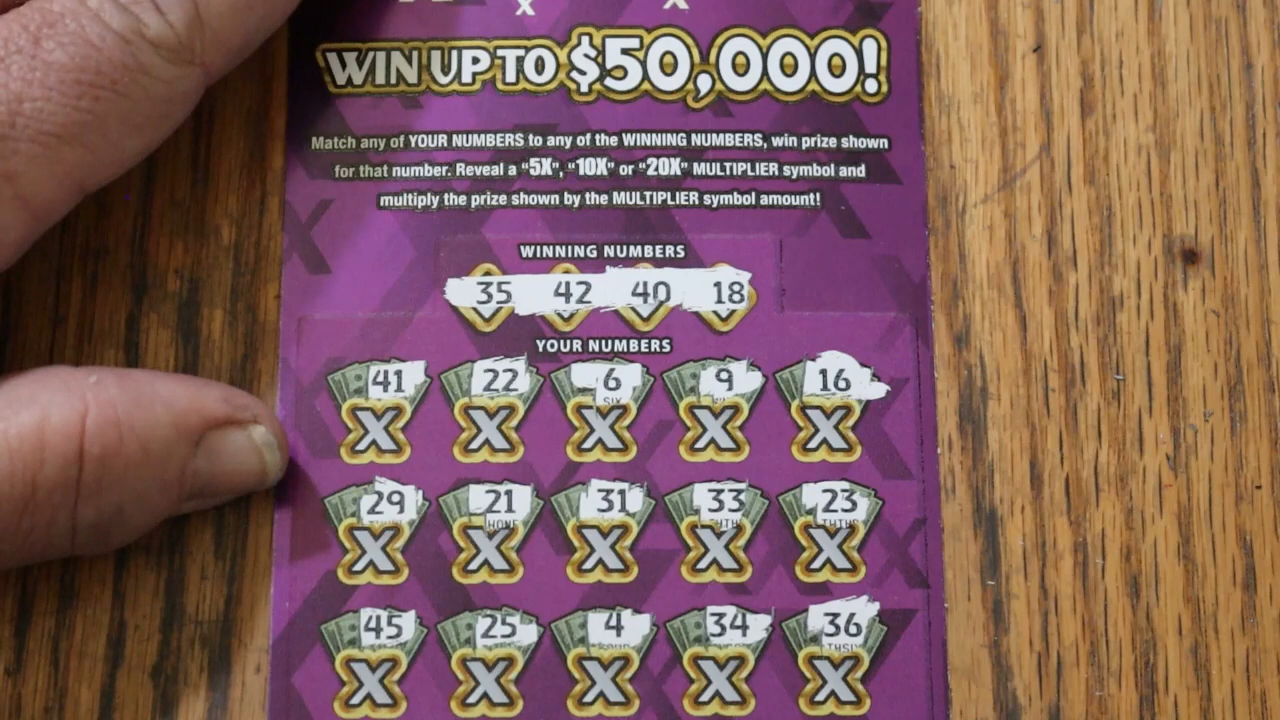 WIN UP TO $50,000!
Match any of YOUR NUMBERS to any of the WINNING NUMBERS, win prize shown
for that number. Reveal a “5X”, “10X” or “20X” MULTIPLIER symbol and
multiply the prize shown by the MULTIPLIER symbol amount!
WINNING NUMBERS
35 42 40 18
YOUR NUMBERS
41 22 6 9 16
SIX
X X X X X
29 21 31 33 23
X X X X X
45 25 4 34 36
X X X X X